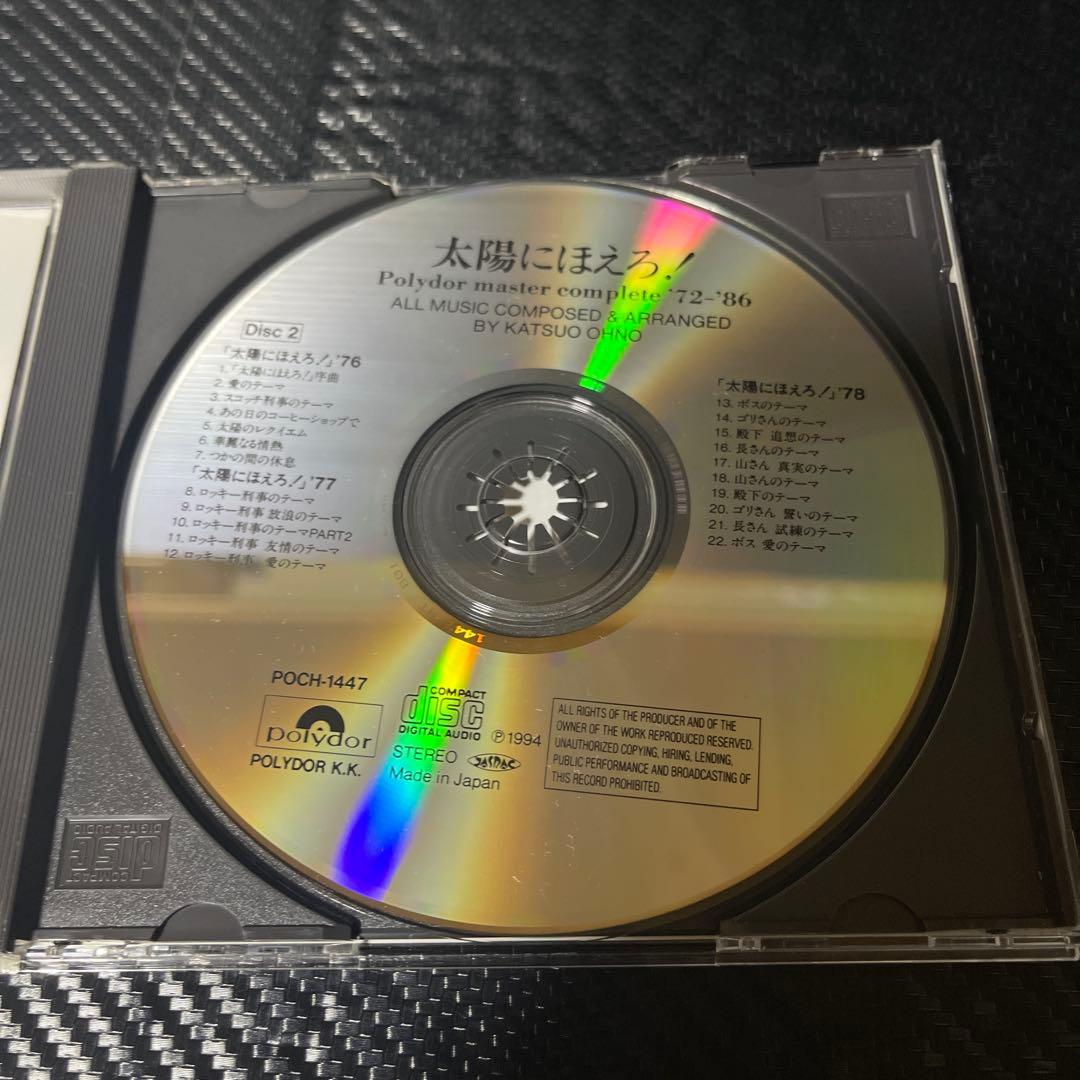 太陽にほえろ!
Polydor master complete '72-'86
ALL MUSIC COMPOSED & ARRANGED
BY KATSUO OHNO
Disc 2
「太陽にほえろ!」'76
1.「太陽にほえろ!」序曲
2. 愛のテーマ
3. スコッチ刑事のテーマ
4. あの日のコーヒーショップで
5. 太陽のレクイエム
6. 華麗なる情熱
7. つかの間の休息
「太陽にほえろ!」'77
8. ロッキー刑事のテーマ
9. ロッキー刑事 放浪のテーマ
10. ロッキー刑事のテーマPART2
11. ロッキー刑事 友情のテーマ
12. ロッキー刑事 愛のテーマ
「太陽にほえろ!」'78
13. ボスのテーマ
14. ゴリさんのテーマ
15. 殿下 追想のテーマ
16. 長さんのテーマ
17. 山さん 真実のテーマ
18. 山さんのテーマ
19. 殿下のテーマ
20. ゴリさん 誓いのテーマ
21. 長さん 試練のテーマ
22. ボス 愛のテーマ
144
POCH-1447
polydor
POLYDOR K.K.
COMPACT
disc
DIGITAL AUDIO
STEREO
JASRAC
Ⓟ1994
Made in Japan
ALL RIGHTS OF THE PRODUCER AND OF THE
OWNER OF THE WORK REPRODUCED RESERVED.
UNAUTHORIZED COPYING, HIRING, LENDING,
PUBLIC PERFORMANCE AND BROADCASTING OF
THIS RECORD PROHIBITED.
COMPACT
disc
DIGITAL AUDIO